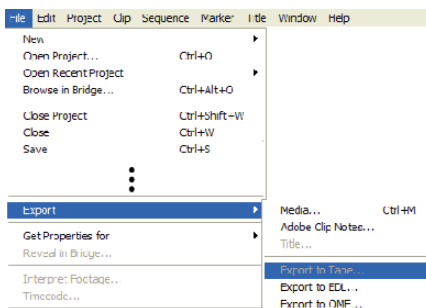 File Edit Project Clip Sequence Marker Title Window Help
New
Open Project... Ctrl+O
Open Recent Project
Browse in Bridge... Ctrl+Alt+O
Close Project Ctrl+Shift+W
Close Ctrl+W
Save Ctrl+S
Export
Get Properties for
Reveal in Bridge...
Interpret Footage...
Timecode...
Media... Ctrl+M
Adobe Clip Notes...
Title...
Export to Tape...
Export to EDL...
Export to OMF...